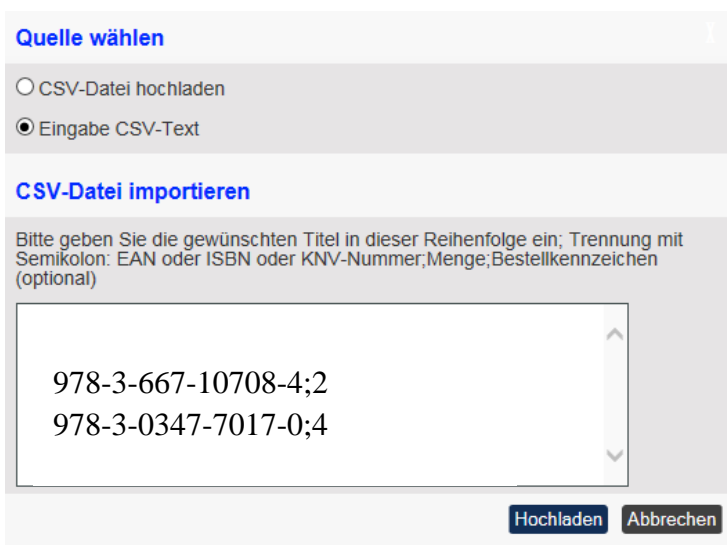 Quelle wählen
CSV-Datei hochladen
Eingabe CSV-Text
CSV-Datei importieren
Bitte geben Sie die gewünschten Titel in dieser Reihenfolge ein; Trennung mit
Semikolon: EAN oder ISBN oder KNV-Nummer;Menge;Bestellkennzeichen
(optional)
978-3-667-10708-4;2
978-3-0347-7017-0;4
Hochladen Abbrechen